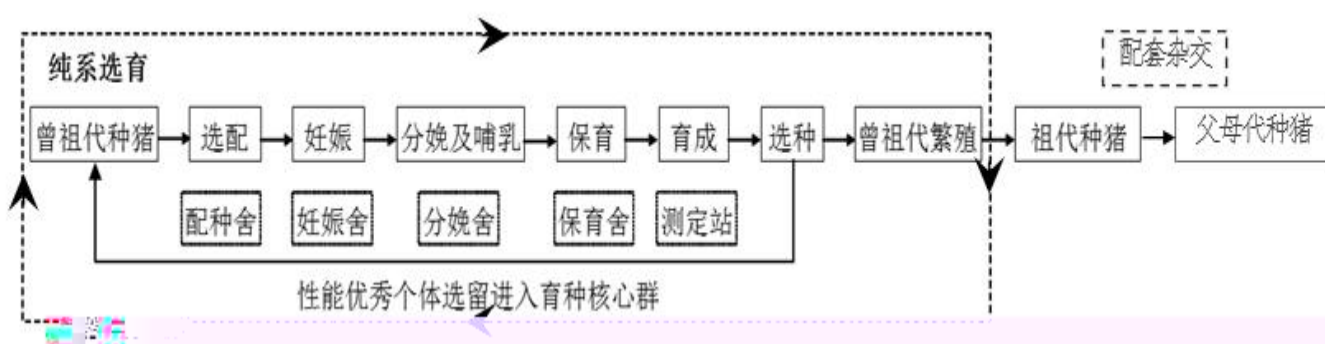 配套杂交
纯系选育
曾祖代种猪 选配 妊娠 分娩及哺乳 保育 育成 选种 曾祖代繁殖 祖代种猪 父母代种猪
配种舍 妊娠舍 分娩舍 保育舍 测定站
性能优秀个体选留进入育种核心群